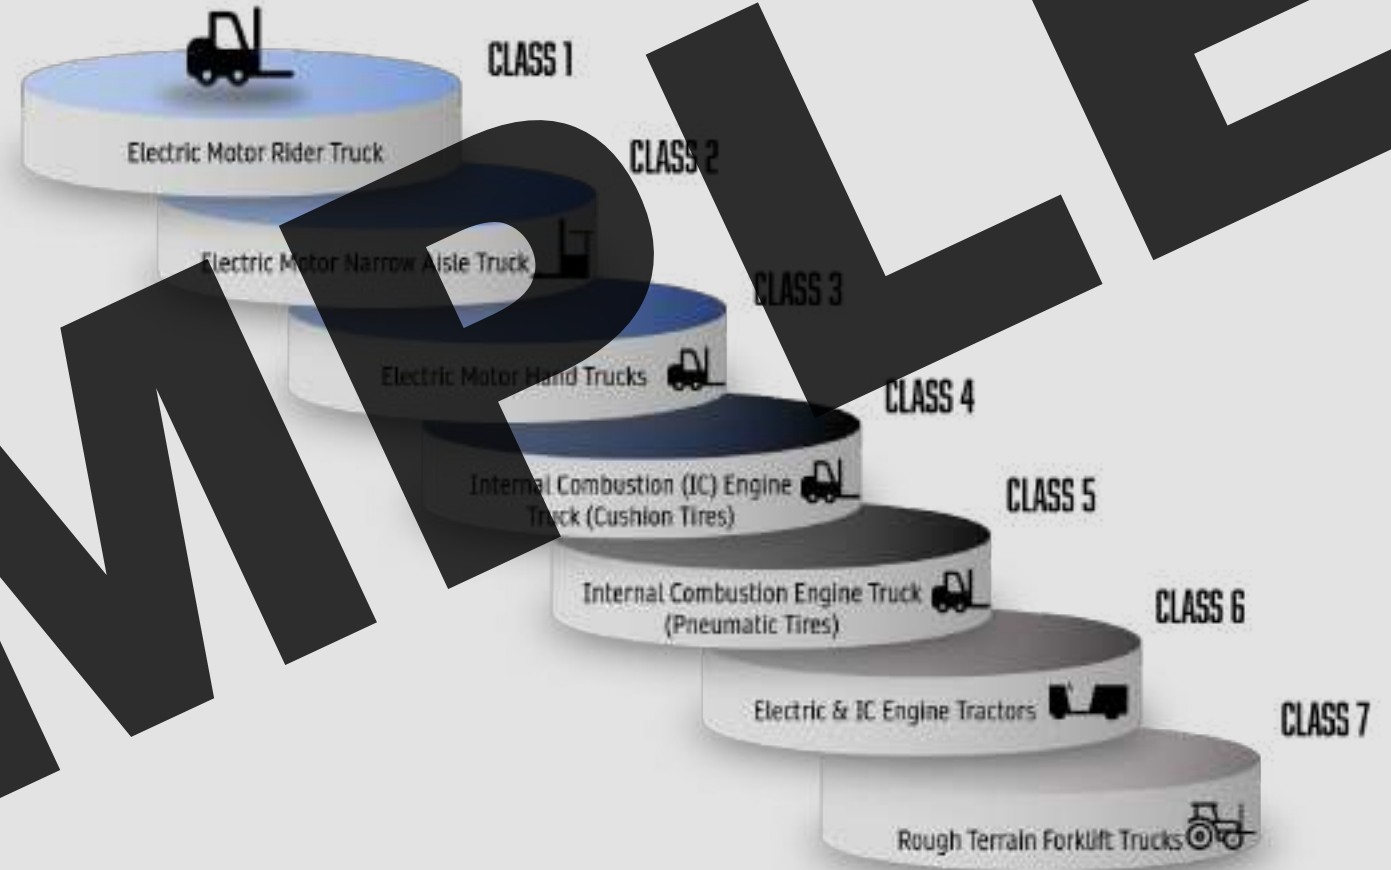 CLASS 1
Electric Motor Rider Truck
CLASS 2
Electric Motor Narrow Aisle Truck
CLASS 3
Electric Motor Hand Trucks
CLASS 4
Internal Combustion (IC) Engine
Truck (Cushion Tires)
CLASS 5
Internal Combustion Engine Truck
(Pneumatic Tires)
CLASS 6
Electric & IC Engine Tractors
CLASS 7
Rough Terrain Forklift Trucks
MPLE